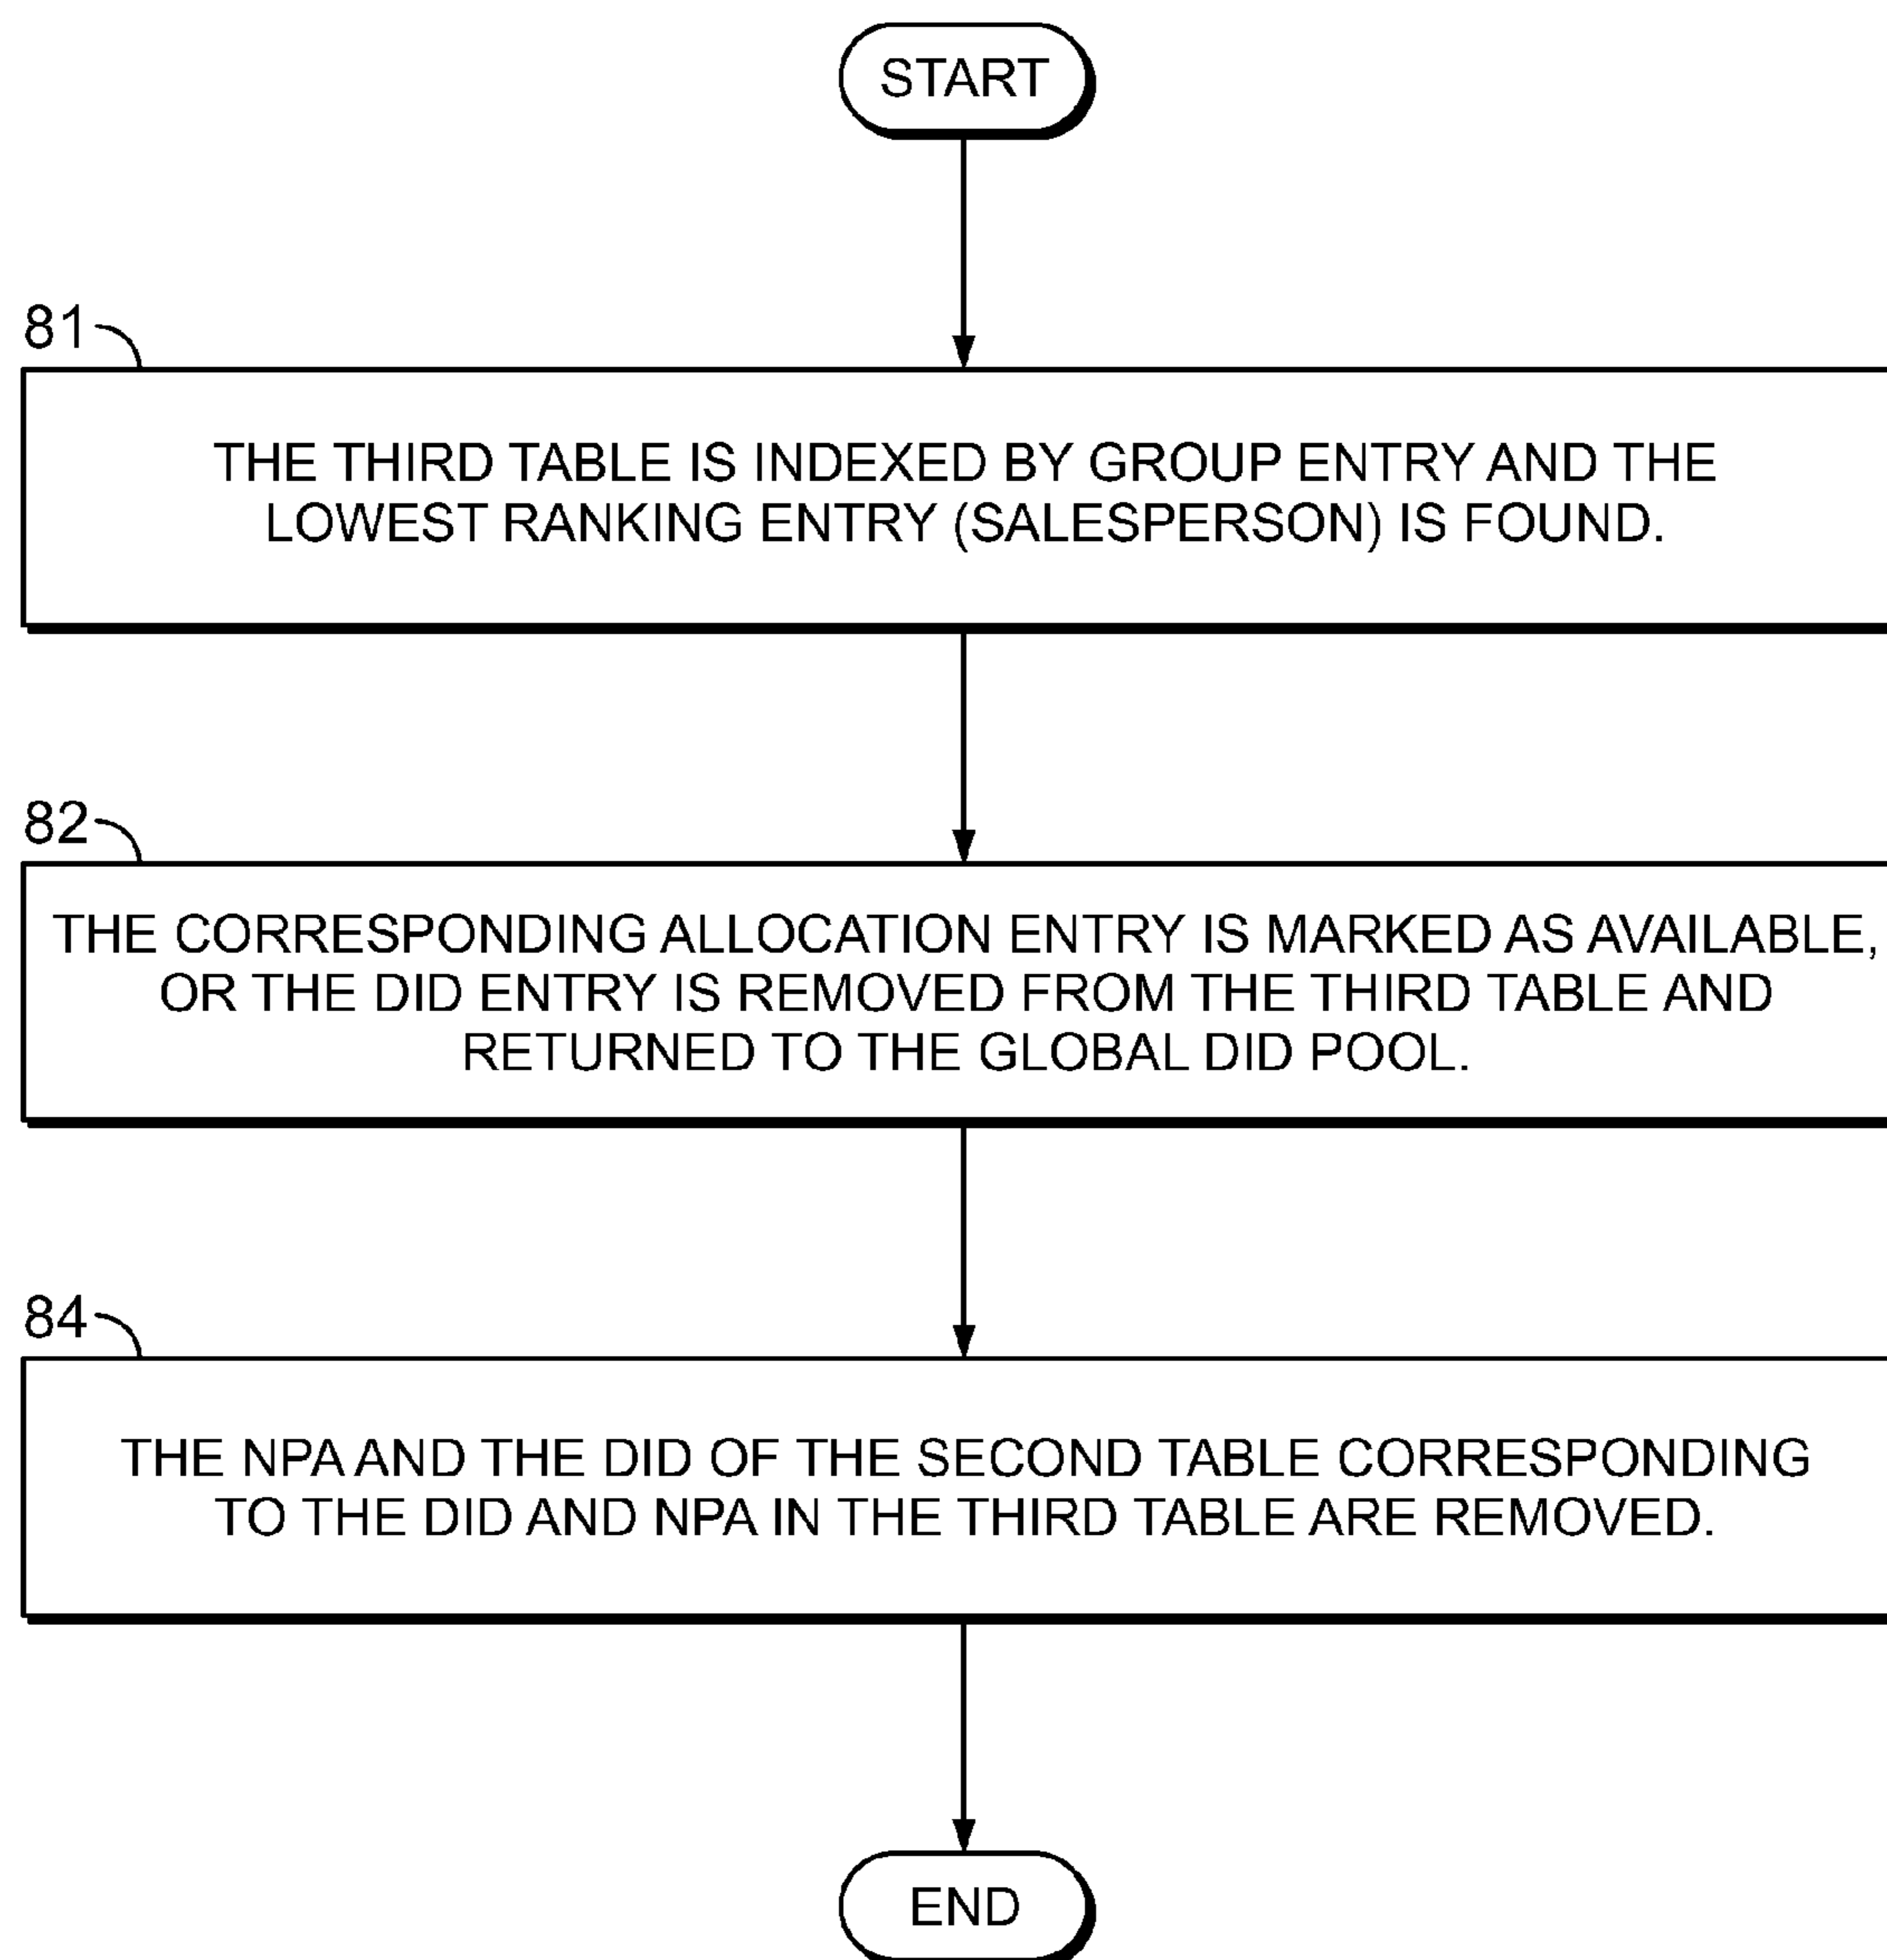 START
81
THE THIRD TABLE IS INDEXED BY GROUP ENTRY AND THE
LOWEST RANKING ENTRY (SALESPERSON) IS FOUND.
82
THE CORRESPONDING ALLOCATION ENTRY IS MARKED AS AVAILABLE,
OR THE DID ENTRY IS REMOVED FROM THE THIRD TABLE AND
RETURNED TO THE GLOBAL DID POOL.
84
THE NPA AND THE DID OF THE SECOND TABLE CORRESPONDING
TO THE DID AND NPA IN THE THIRD TABLE ARE REMOVED.
END